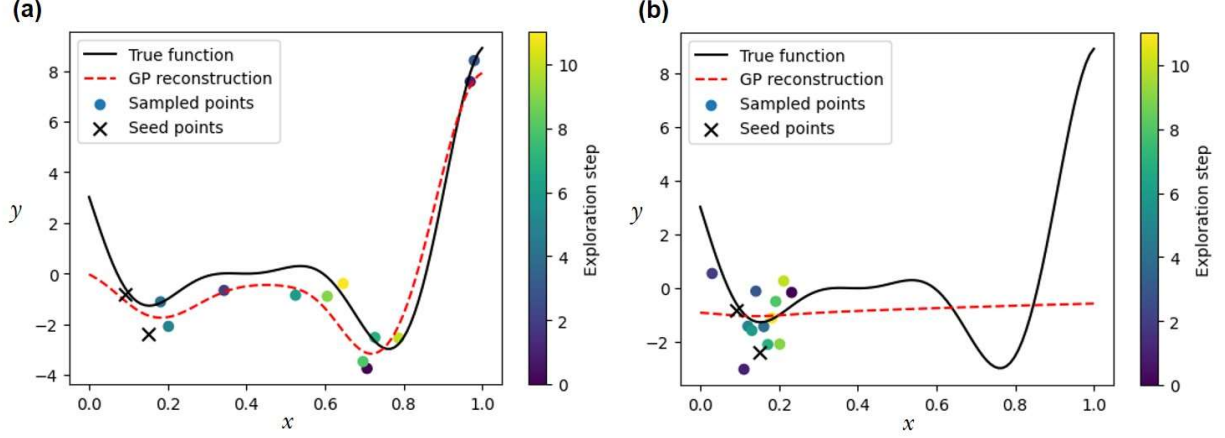 (a)
True function
GP reconstruction
Sampled points
Seed points
8
6
4
2
0
−2
−4
y
0.0 0.2 0.4 0.6 0.8 1.0
x
10
8
6
4
2
0
Exploration step
(b)
True function
GP reconstruction
Sampled points
Seed points
8
6
4
2
0
−2
y
0.0 0.2 0.4 0.6 0.8 1.0
x
10
8
6
4
2
0
Exploration step